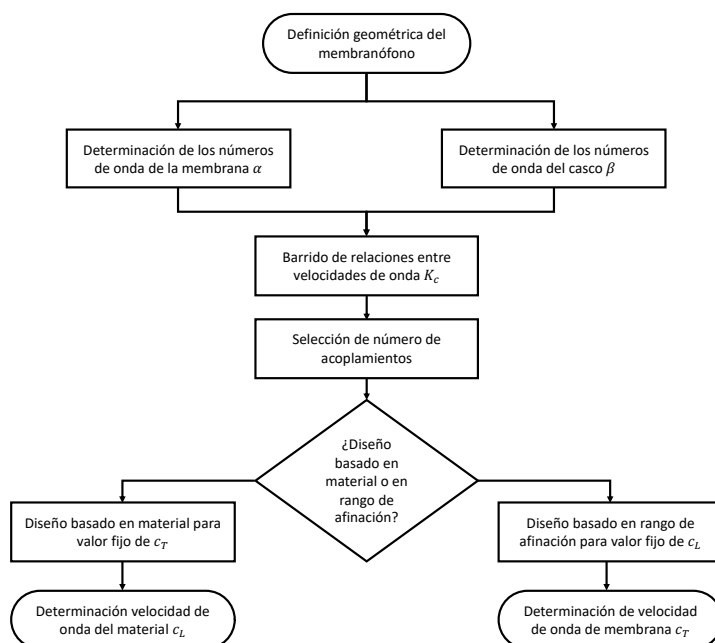 Definición geométrica del
membranófono
Determinación de los números
de onda de la membrana α
Determinación de los números
de onda del casco β
Barrido de relaciones entre
velocidades de onda K_c
Selección de número de
acoplamientos
¿Diseño
basado en
material o en
rango de
afinación?
Diseño basado en material para
valor fijo de c_T
Diseño basado en rango de
afinación para valor fijo de c_L
Determinación velocidad de
onda del material c_L
Determinación de velocidad
de onda de membrana c_T